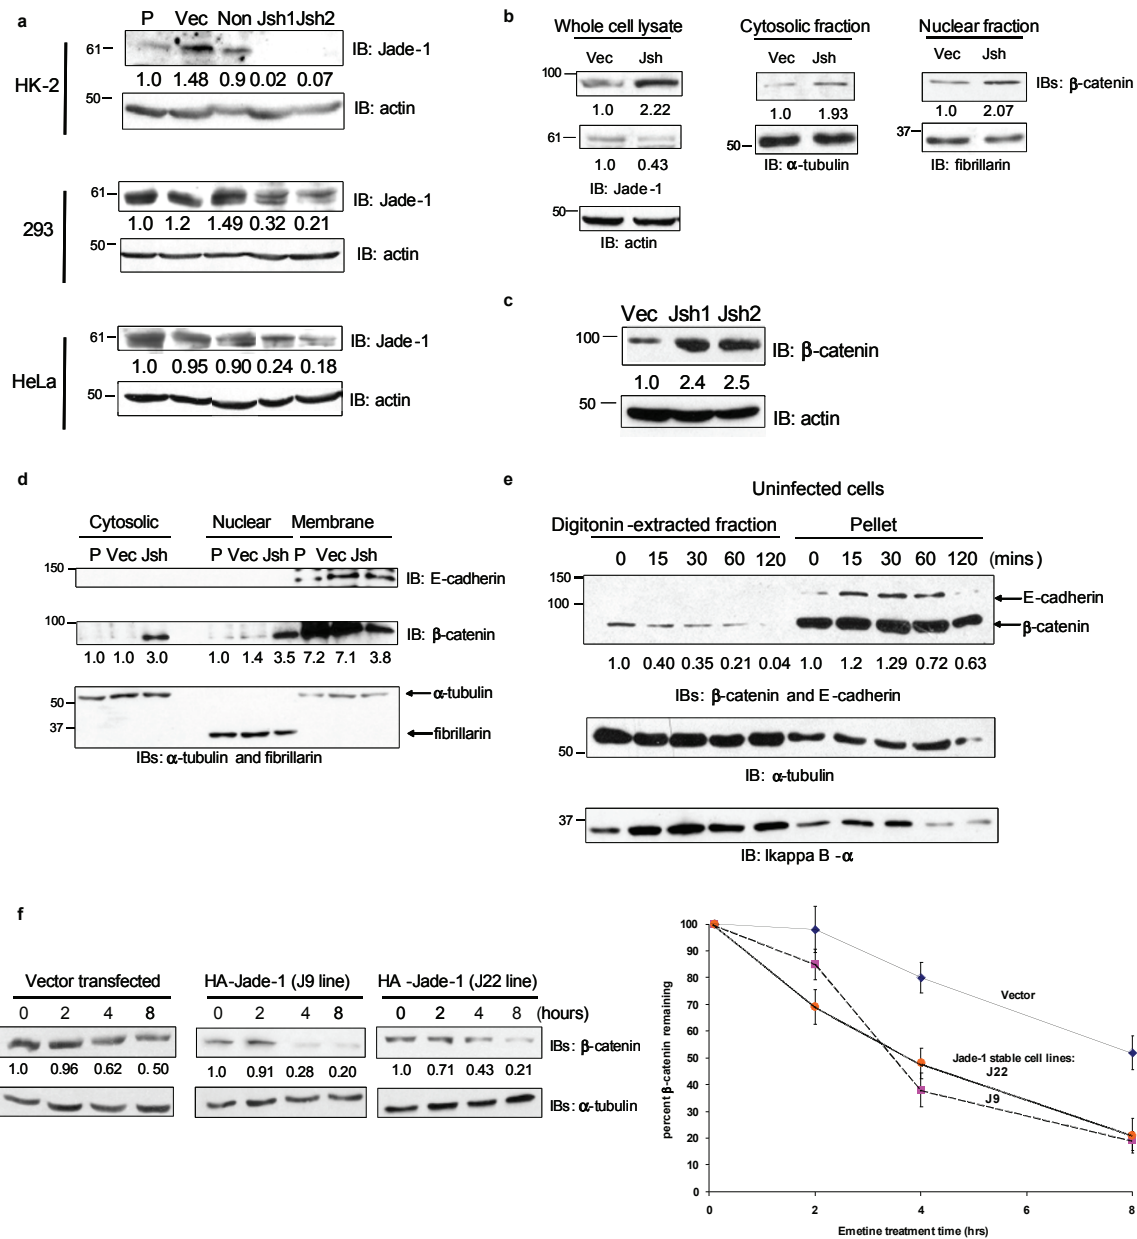 a
P Vec Non Jsh1 Jsh2
HK-2
61
IB: Jade-1
1.0 1.48 0.9 0.02 0.07
50
IB: actin
293
61
IB: Jade-1
1.0 1.2 1.49 0.32 0.21
50
IB: actin
HeLa
61
IB: Jade-1
1.0 0.95 0.90 0.24 0.18
50
IB: actin
b
Whole cell lysate
Vec Jsh
100
1.0 2.22
61
1.0 0.43
IB: Jade-1
50
IB: actin
Cytosolic fraction
Vec Jsh
1.0 1.93
50
IB: α-tubulin
Nuclear fraction
Vec Jsh
IBs: β-catenin
1.0 2.07
37
IB: fibrillarin
c
Vec Jsh1 Jsh2
100
IB: β-catenin
1.0 2.4 2.5
50
IB: actin
d
Cytosolic Nuclear Membrane
P Vec Jsh P Vec Jsh P Vec Jsh
150
IB: E-cadherin
100
IB: β-catenin
1.0 1.0 3.0 1.0 1.4 3.5 7.2 7.1 3.8
50
α-tubulin
37
fibrillarin
IBs: α-tubulin and fibrillarin
e
Uninfected cells
Digitonin -extracted fraction Pellet
0 15 30 60 120 0 15 30 60 120 (mins)
150
100
E-cadherin
β-catenin
1.0 0.40 0.35 0.21 0.04 1.0 1.2 1.29 0.72 0.63
IBs: β-catenin and E-cadherin
50
IB: α-tubulin
37
IB: Ikappa B -α
f
Vector transfected HA-Jade-1 (J9 line) HA -Jade-1 (J22 line)
0 2 4 8 0 2 4 8 0 2 4 8 (hours)
IBs: β-catenin
1.0 0.96 0.62 0.50 1.0 0.91 0.28 0.20 1.0 0.71 0.43 0.21
IBs: α-tubulin
percent β-catenin remaining
100
90
80
70
60
50
40
30
20
10
0
Vector
Jade-1 stable cell lines:
J22
J9
0 2 4 8
Emetine treatment time (hrs)